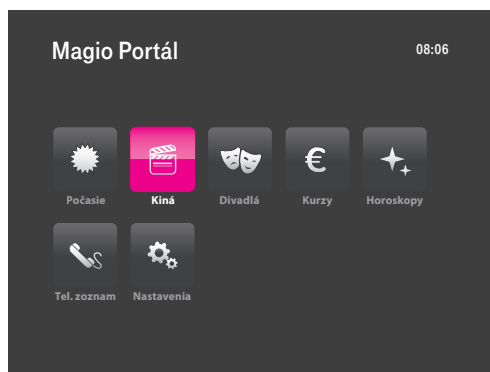 Magio Portál
08:06
Počasie
Kiná
Divadlá
Kurzy
Horoskopy
Tel. zoznam
Nastavenia